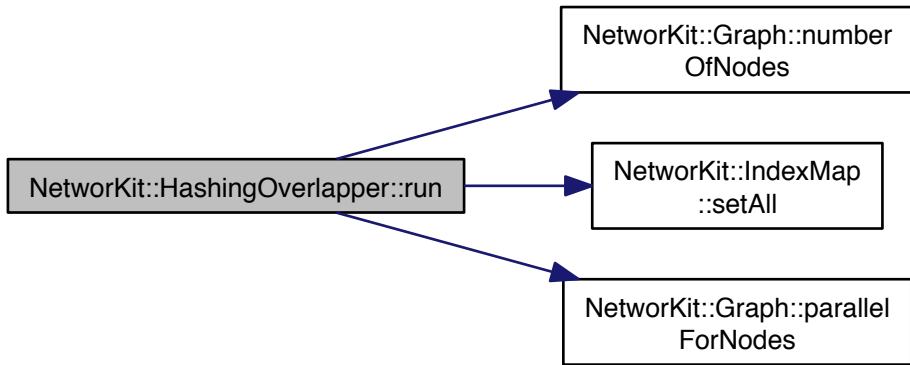 NetworKit::Graph::number
OfNodes
NetworKit::HashingOverlapper::run
NetworKit::IndexMap
::setAll
NetworKit::Graph::parallel
ForNodes